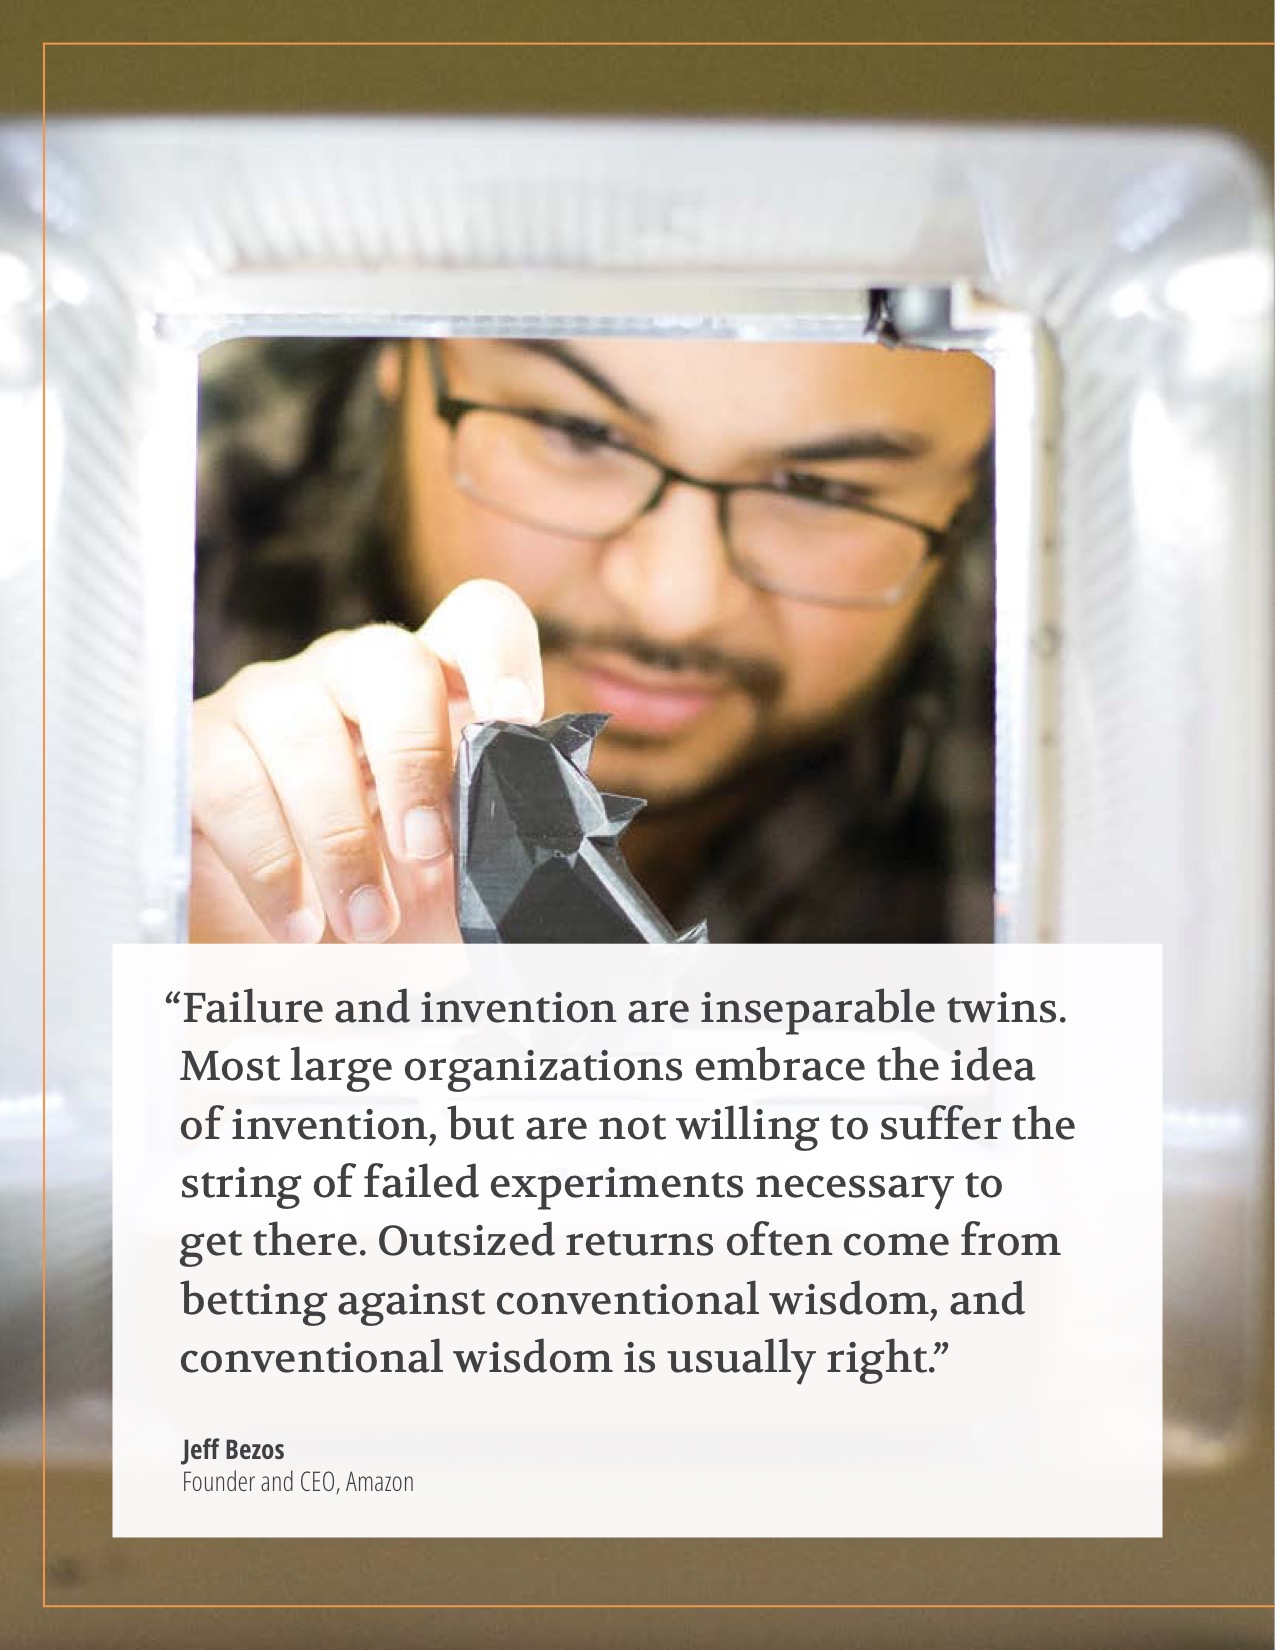 “Failure and invention are inseparable twins.
Most large organizations embrace the idea
of invention, but are not willing to suffer the
string of failed experiments necessary to
get there. Outsized returns often come from
betting against conventional wisdom, and
conventional wisdom is usually right.”
Jeff Bezos
Founder and CEO, Amazon